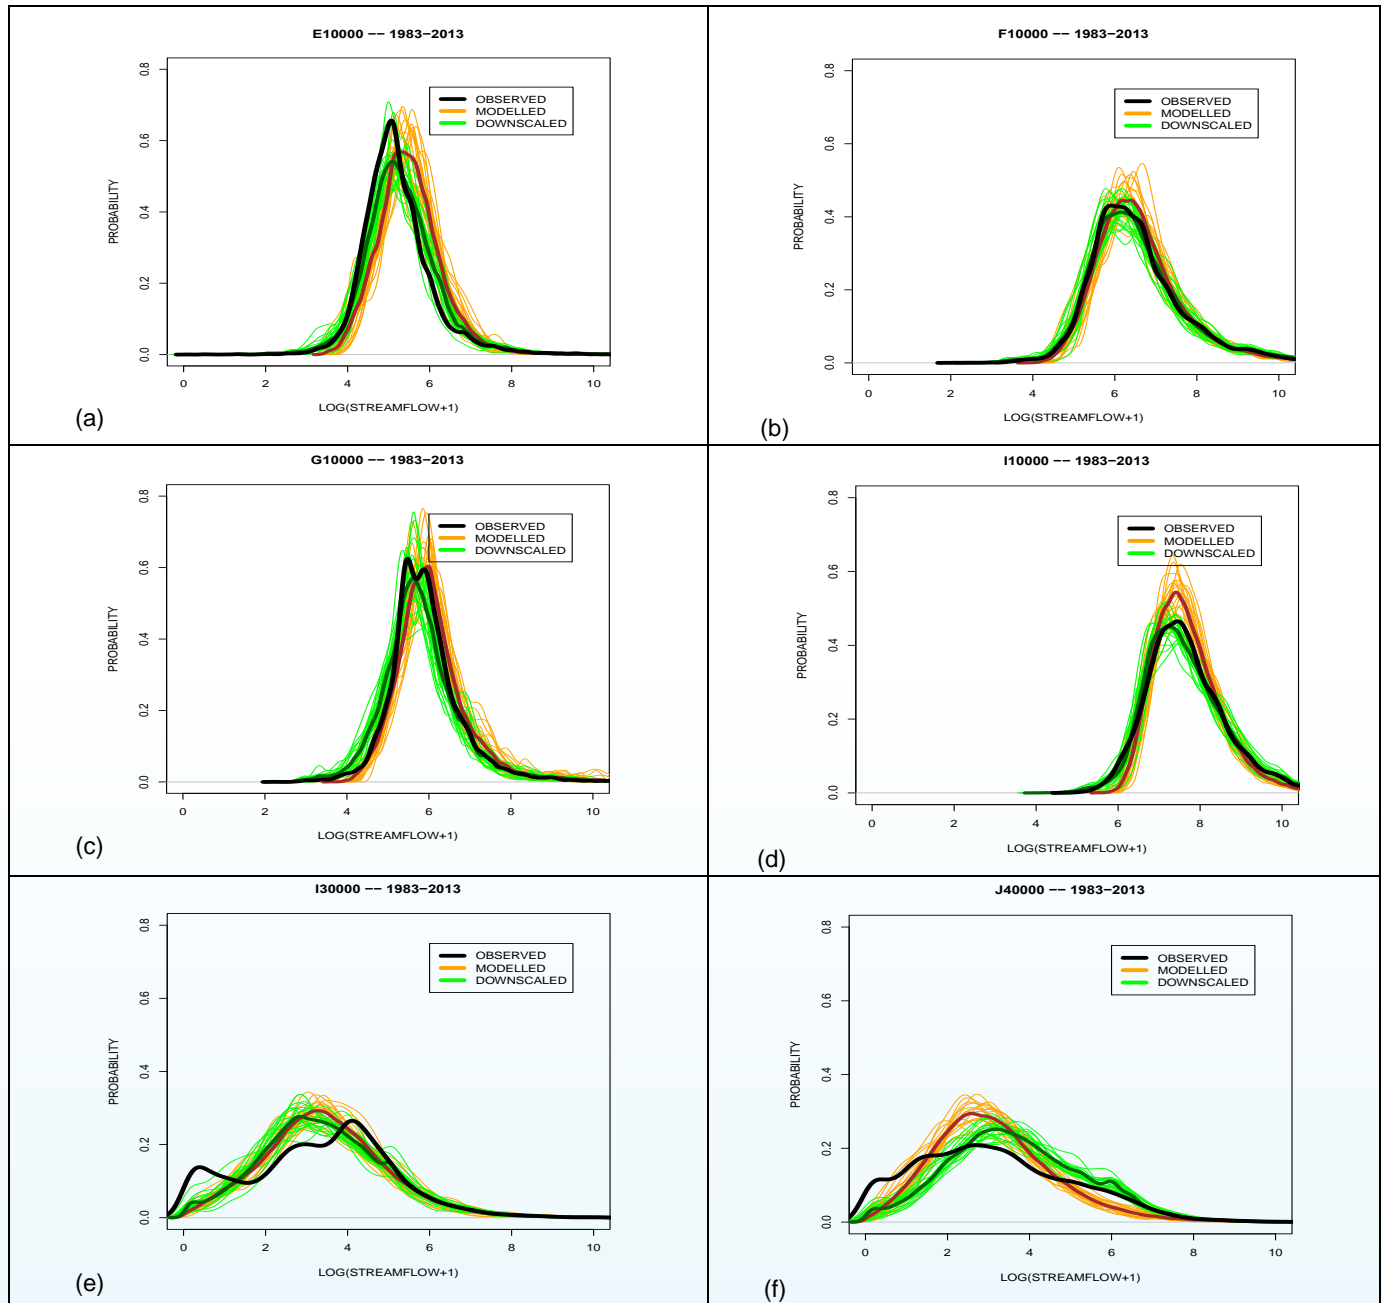 E10000 −− 1983−2013
PROBABILITY
0.0 0.2 0.4 0.6 0.8
OBSERVED
MODELLED
DOWNSCALED
0 2 4 6 8 10
LOG(STREAMFLOW+1)
(a)
F10000 −− 1983−2013
PROBABILITY
0.0 0.2 0.4 0.6 0.8
OBSERVED
MODELLED
DOWNSCALED
0 2 4 6 8 10
LOG(STREAMFLOW+1)
(b)
G10000 −− 1983−2013
PROBABILITY
0.0 0.2 0.4 0.6 0.8
OBSERVED
MODELLED
DOWNSCALED
0 2 4 6 8 10
LOG(STREAMFLOW+1)
(c)
I10000 −− 1983−2013
PROBABILITY
0.0 0.2 0.4 0.6 0.8
OBSERVED
MODELLED
DOWNSCALED
0 2 4 6 8 10
LOG(STREAMFLOW+1)
(d)
I30000 −− 1983−2013
PROBABILITY
0.0 0.2 0.4 0.6 0.8
OBSERVED
MODELLED
DOWNSCALED
0 2 4 6 8 10
LOG(STREAMFLOW+1)
(e)
J40000 −− 1983−2013
PROBABILITY
0.0 0.2 0.4 0.6 0.8
OBSERVED
MODELLED
DOWNSCALED
0 2 4 6 8 10
LOG(STREAMFLOW+1)
(f)